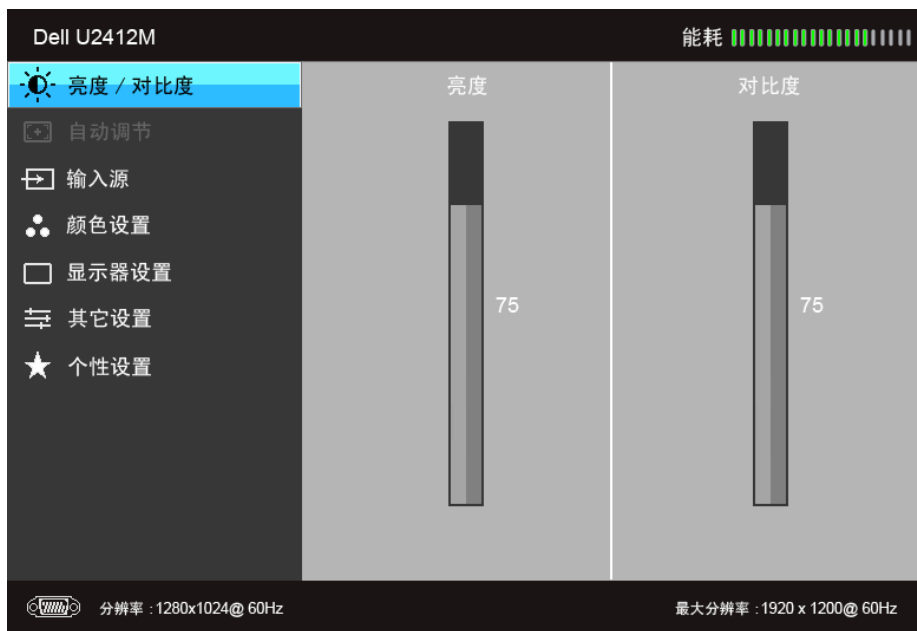 Dell U2412M
能耗
亮度 / 对比度
自动调节
输入源
颜色设置
显示器设置
其它设置
个性设置
亮度
75
对比度
75
分辨率 : 1280x1024@ 60Hz
最大分辨率 : 1920 x 1200@ 60Hz